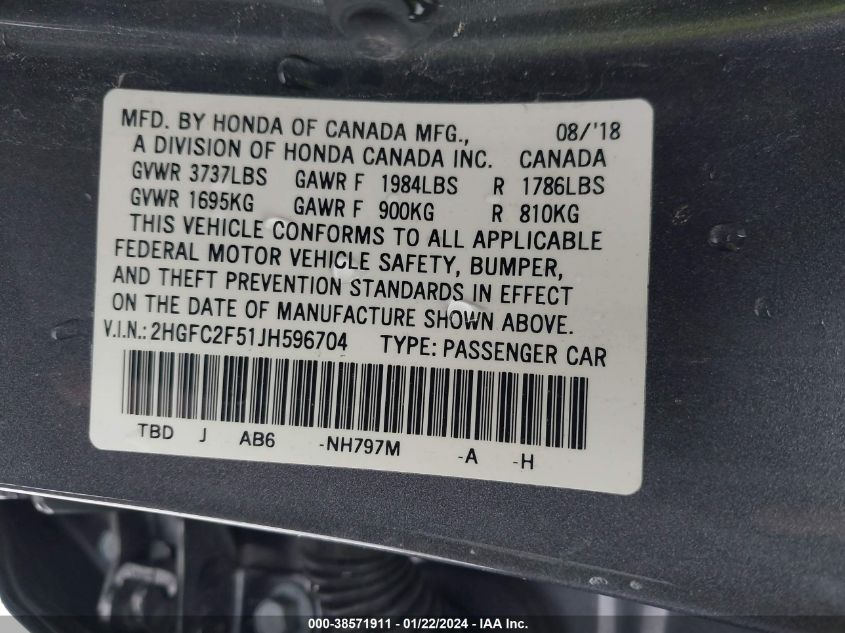 MFD. BY HONDA OF CANADA MFG., 08/'18
A DIVISION OF HONDA CANADA INC. CANADA
GVWR 3737LBS GAWR F 1984LBS R 1786LBS
GVWR 1695KG GAWR F 900KG R 810KG
THIS VEHICLE CONFORMS TO ALL APPLICABLE
FEDERAL MOTOR VEHICLE SAFETY, BUMPER,
AND THEFT PREVENTION STANDARDS IN EFFECT
ON THE DATE OF MANUFACTURE SHOWN ABOVE.
V.I.N.: 2HGFC2F51JH596704 TYPE: PASSENGER CAR
TBD J AB6 -NH797M -A -H
000-38571911 - 01/22/2024 - IAA Inc.